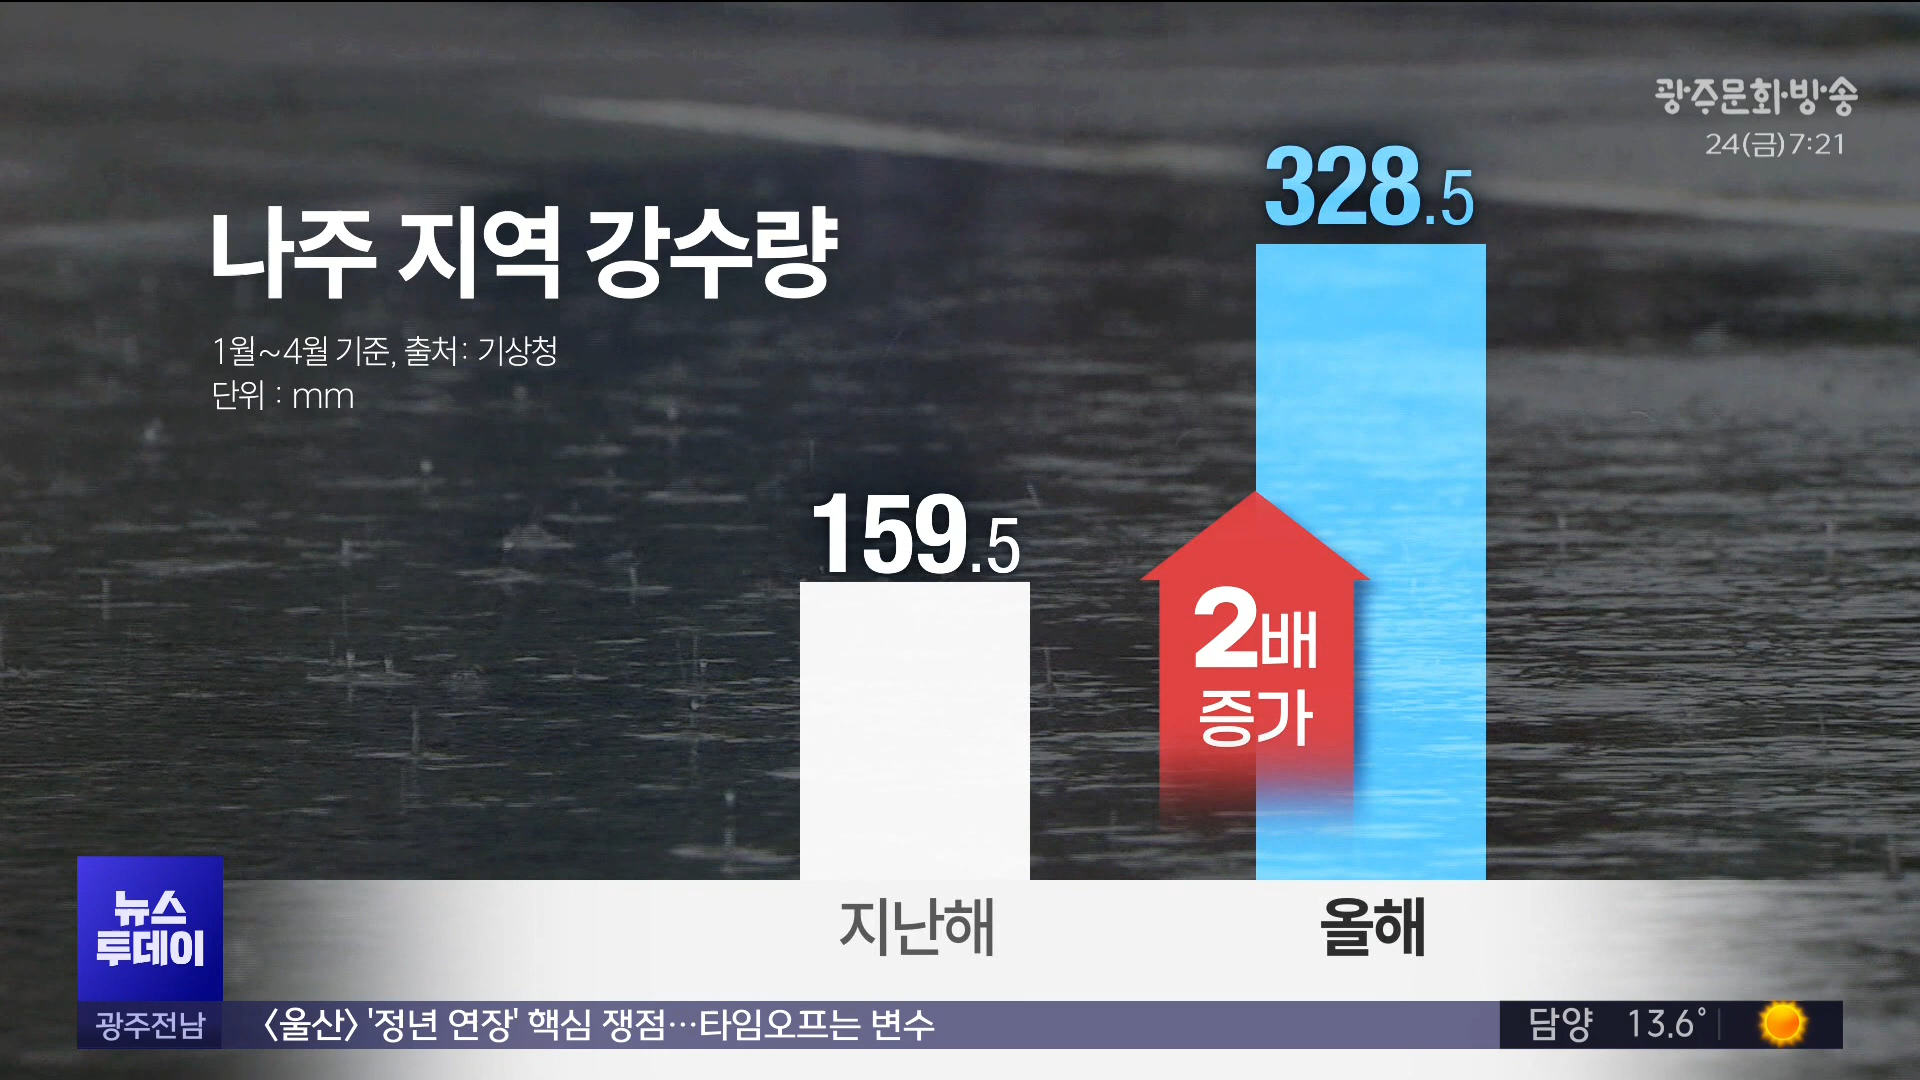 광주문화방송
24(금) 7:21
나주 지역 강수량
1월~4월 기준, 출처: 기상청
단위 : mm
328.5
159.5
2배
증가
지난해
올해
뉴스
투데이
광주전남
〈울산〉 '정년 연장' 핵심 쟁점…타임오프는 변수
담양 13.6°